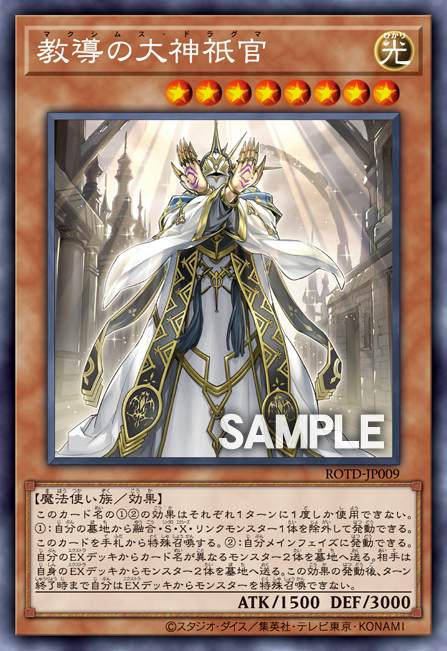 マクシムス・ドラグマ
教導の大神祇官
ひかり
光
SAMPLE
ROTD-JP009
【魔法使い族／効果】
このカード名の①②の効果はそれぞれ１ターンに１度しか使用できない。
①：自分の墓地から融合・S・X・リンクモンスター１体を除外して発動できる。
このカードを手札から特殊召喚する。②：自分メインフェイズに発動できる。
自分のEXデッキからカード名が異なるモンスター２体を墓地へ送る。相手は
自身のEXデッキからモンスター２体を墓地へ送る。この効果の発動後、ターン
終了時まで自分はEXデッキからモンスターを特殊召喚できない。
ATK/1500 DEF/3000
©スタジオ・ダイス／集英社・テレビ東京・KONAMI